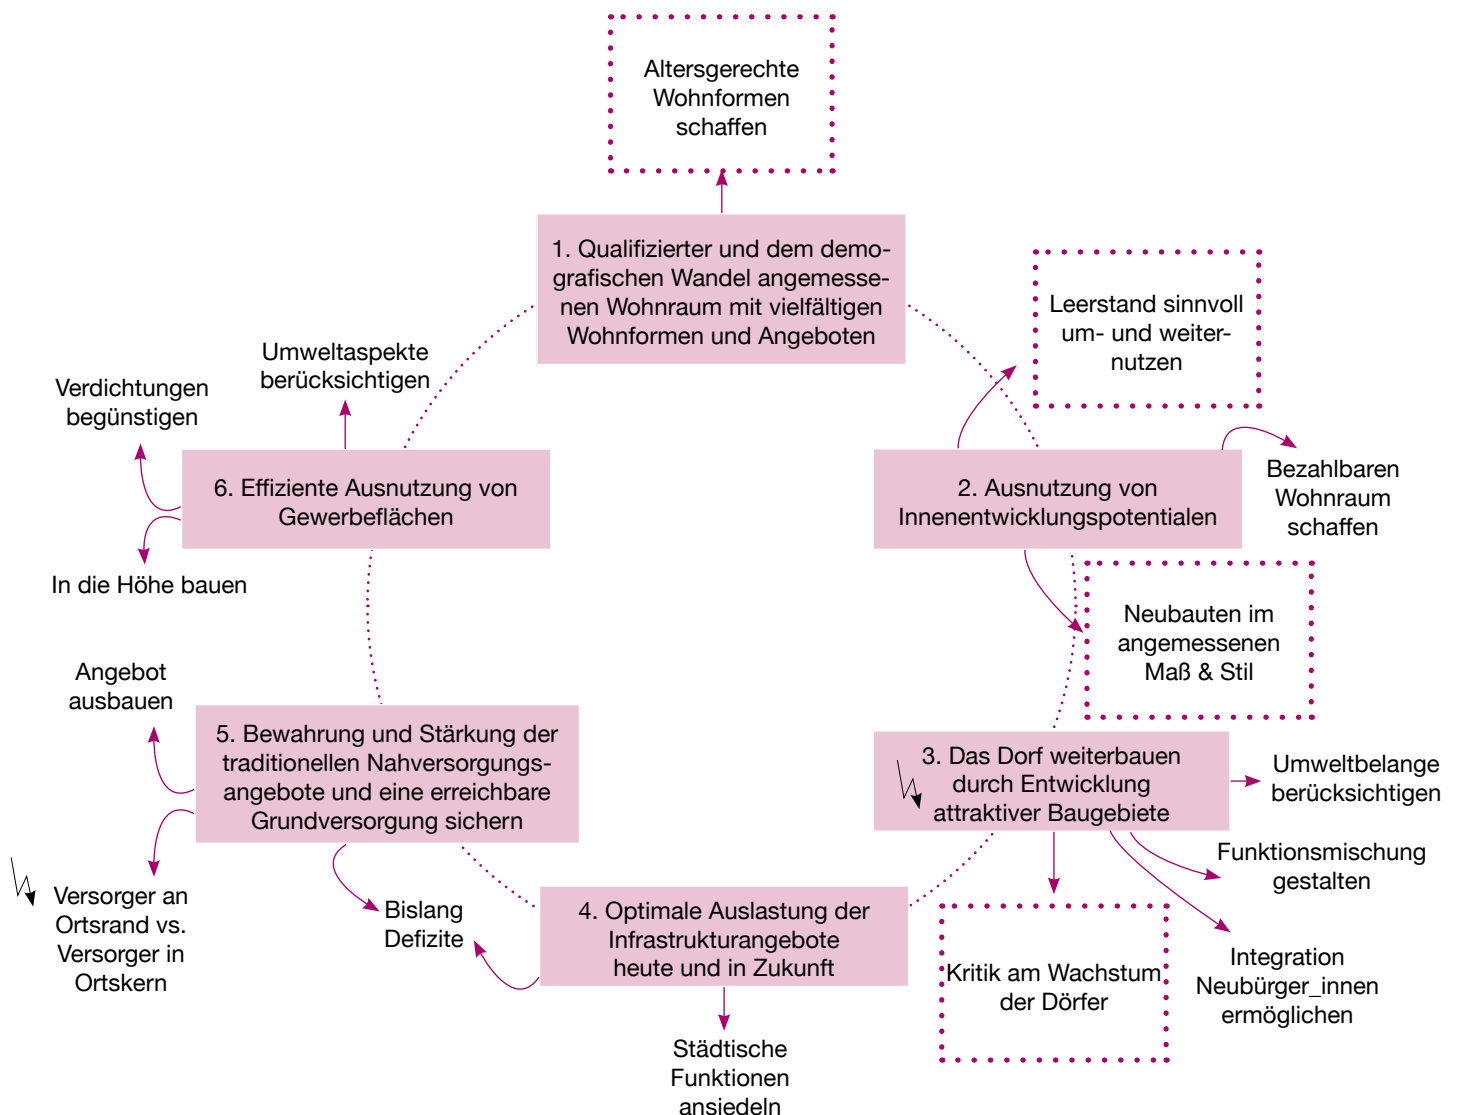 Altersgerechte
Wohnformen
schaffen
1. Qualifizierter und dem demo-
grafischen Wandel angemesse-
nen Wohnraum mit vielfältigen
Wohnformen und Angeboten
Leerstand sinnvoll
um- und weiter-
nutzen
Umweltaspekte
berücksichtigen
Verdichtungen
begünstigen
6. Effiziente Ausnutzung von
Gewerbeflächen
2. Ausnutzung von
Innenentwicklungspotentialen
Bezahlbaren
Wohnraum
schaffen
In die Höhe bauen
Neubauten im
angemessenen
Maß & Stil
Angebot
ausbauen
5. Bewahrung und Stärkung der
traditionellen Nahversorgungs-
angebote und eine erreichbare
Grundversorgung sichern
3. Das Dorf weiterbauen
durch Entwicklung
attraktiver Baugebiete
Umweltbelange
berücksichtigen
Funktionsmischung
gestalten
Versorger an
Ortsrand vs.
Versorger in
Ortskern
Bislang
Defizite
4. Optimale Auslastung der
Infrastrukturangebote
heute und in Zukunft
Kritik am Wachstum
der Dörfer
Integration
Neubürger_innen
ermöglichen
Städtische
Funktionen
ansiedeln